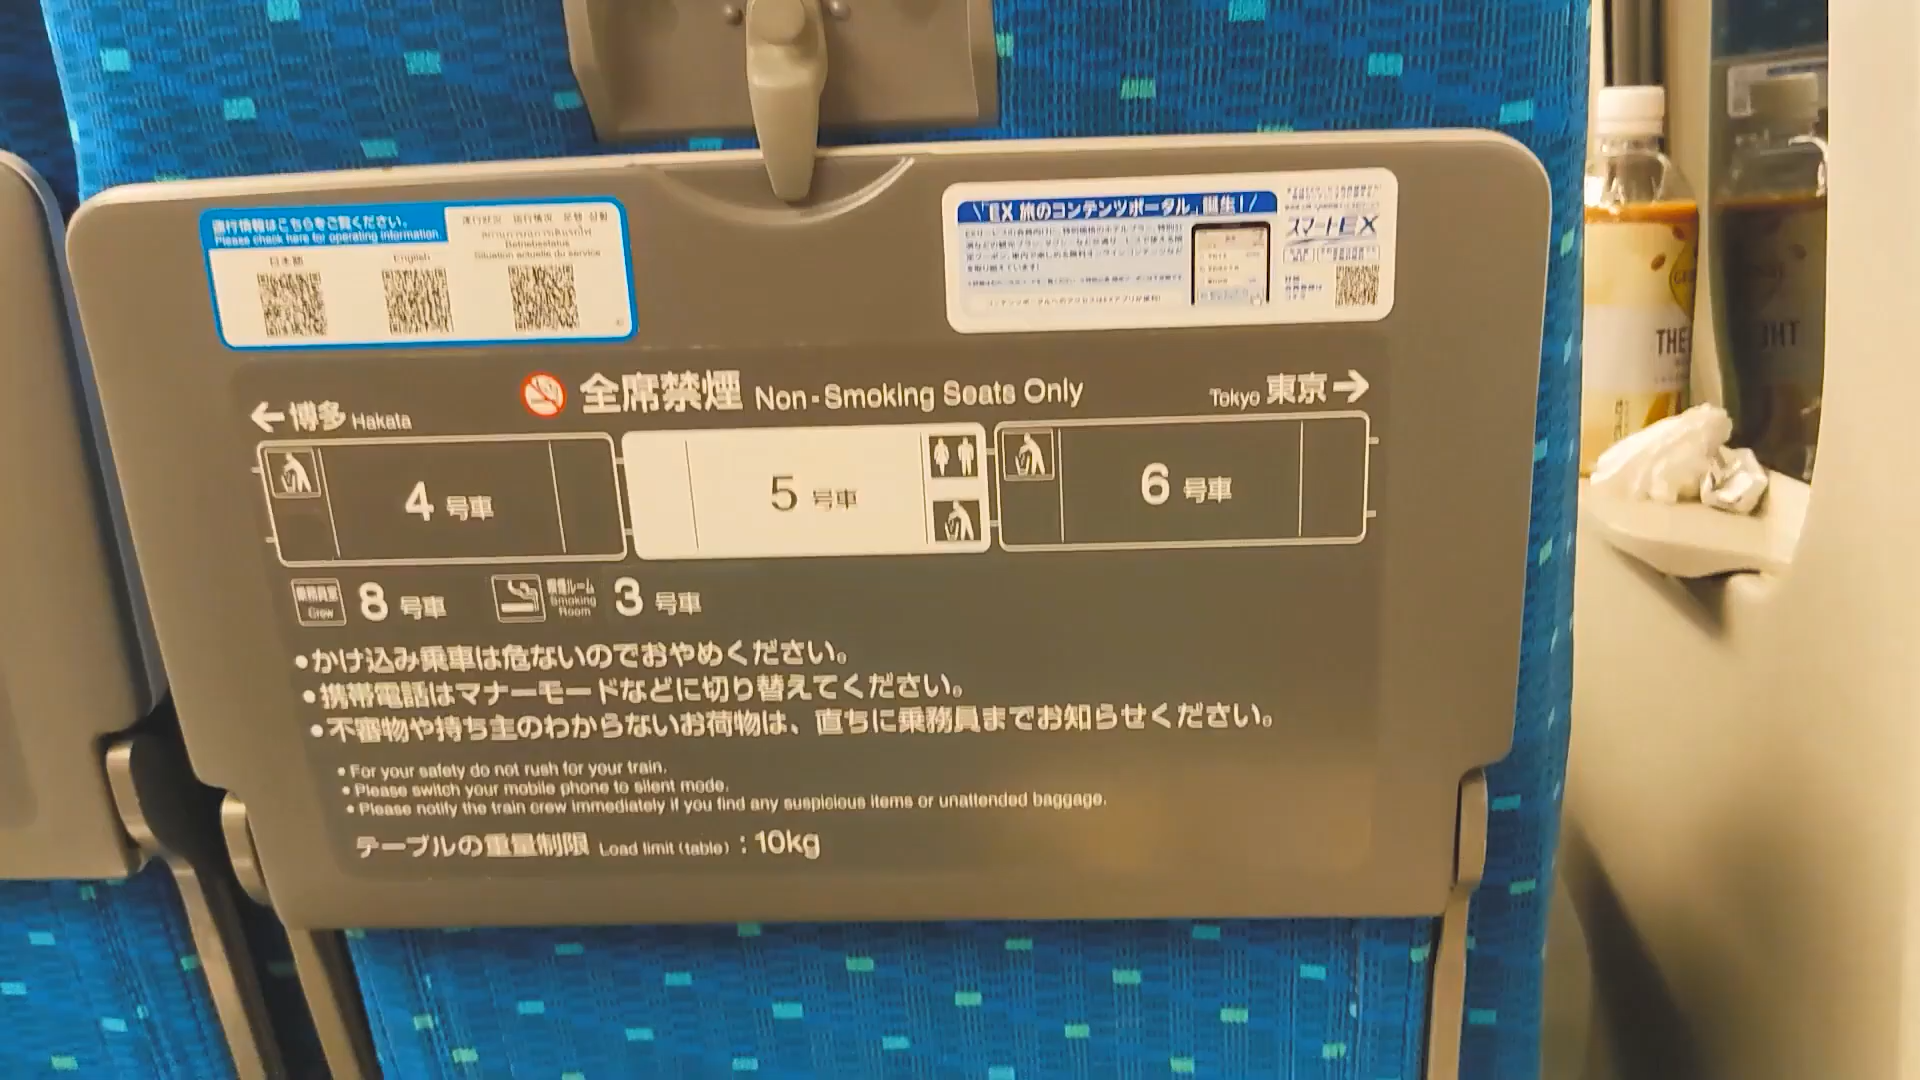 運行情報はこちらをご覧ください。
Please check here for operating information.
日本語 English
Betriebsstatus
Situation actuelle du service
\「EX 旅のコンテンツポータル」誕生！/
スマートEX
← 博多 Hakata
全席禁煙 Non-Smoking Seats Only
Tokyo 東京 →
4 号車
5 号車
6 号車
乗務員室 Crew 8 号車
喫煙ルーム Smoking Room 3 号車
•かけ込み乗車は危ないのでおやめください。
•携帯電話はマナーモードなどに切り替えてください。
•不審物や持ち主のわからないお荷物は、直ちに乗務員までお知らせください。
• For your safety do not rush for your train.
• Please switch your mobile phone to silent mode.
• Please notify the train crew immediately if you find any suspicious items or unattended baggage.
テーブルの重量制限 Load limit (table) : 10kg
THE